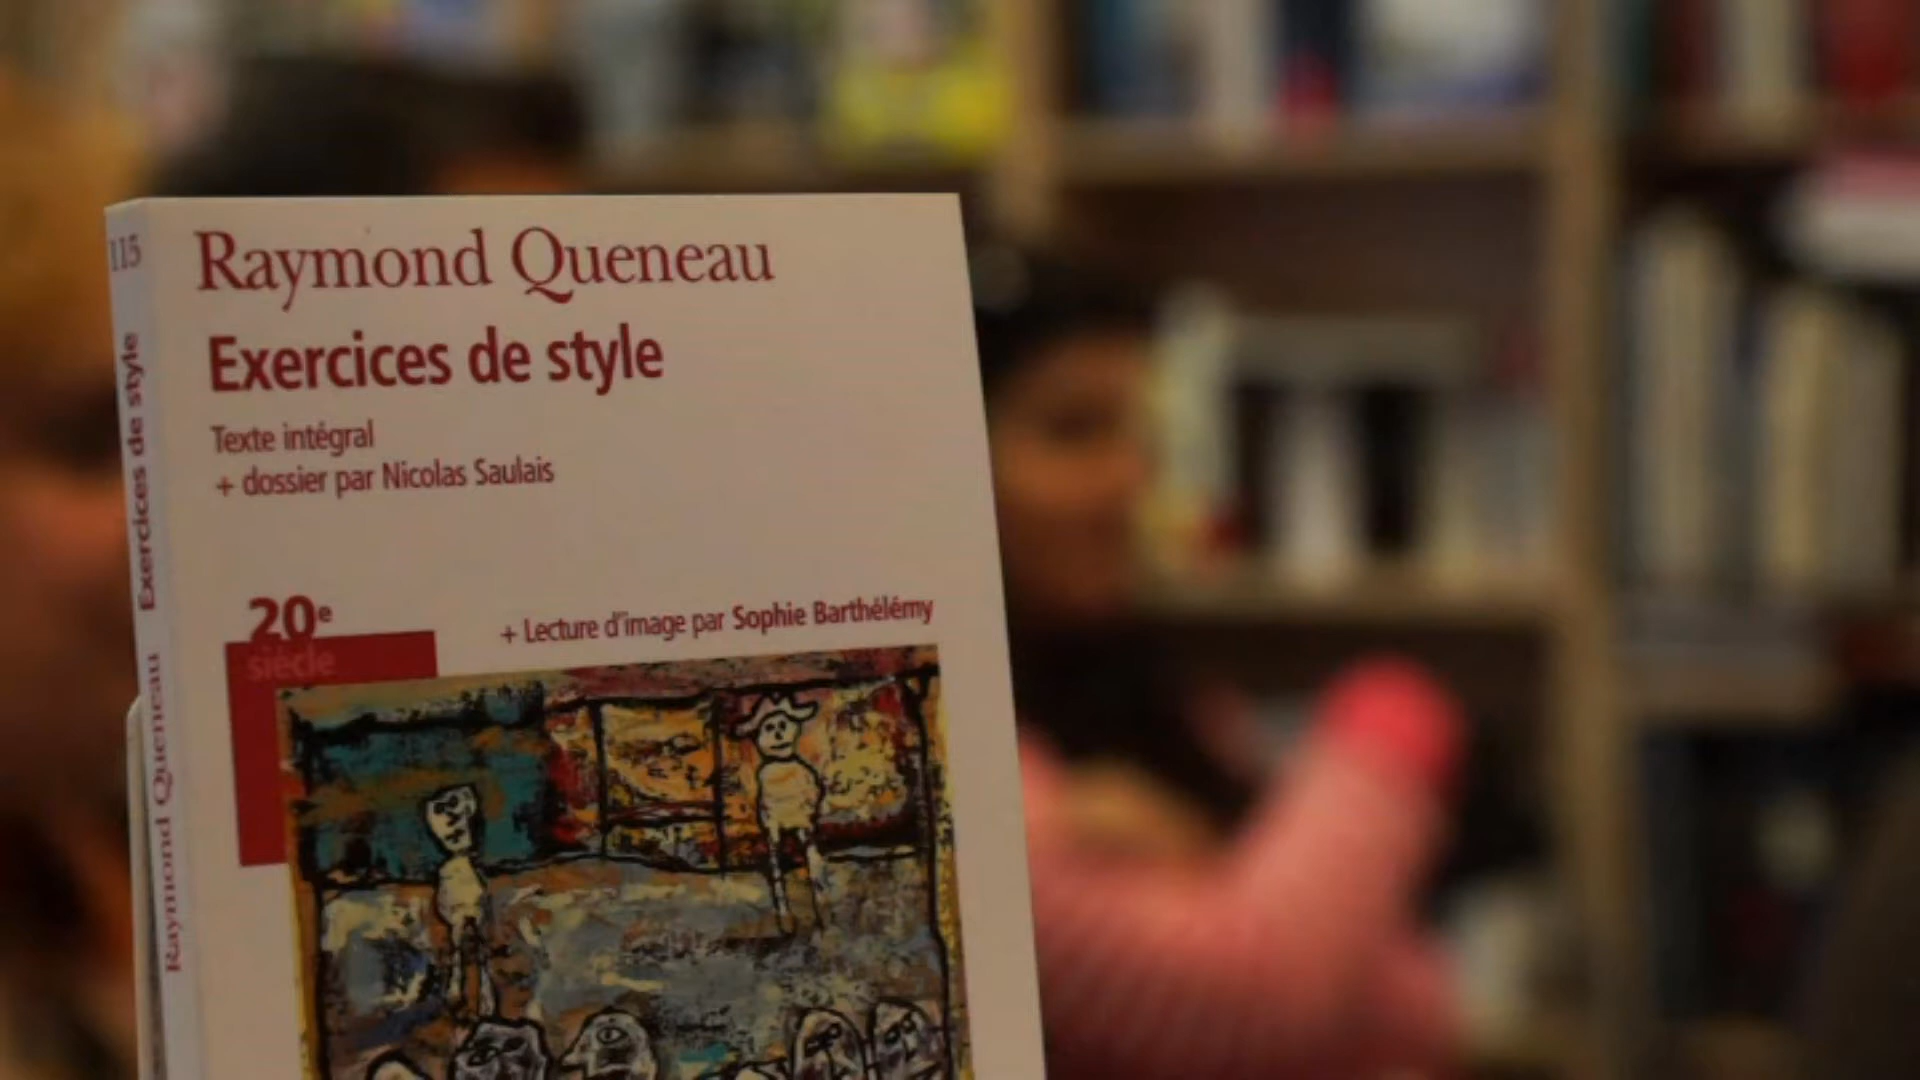 115
Exercices de style
Raymond Queneau
Raymond Queneau
Exercices de style
Texte intégral
+ dossier par Nicolas Saulais
20e
siècle
+ Lecture d'image par Sophie Barthélémy